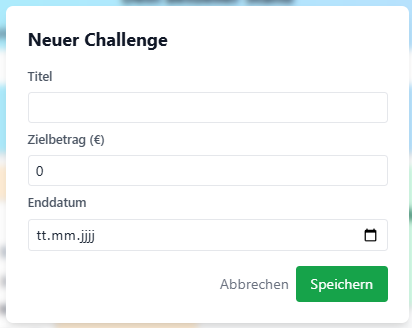 Neuer Challenge
Titel
Zielbetrag (€)
0
Enddatum
tt.mm.jjjj
Abbrechen Speichern